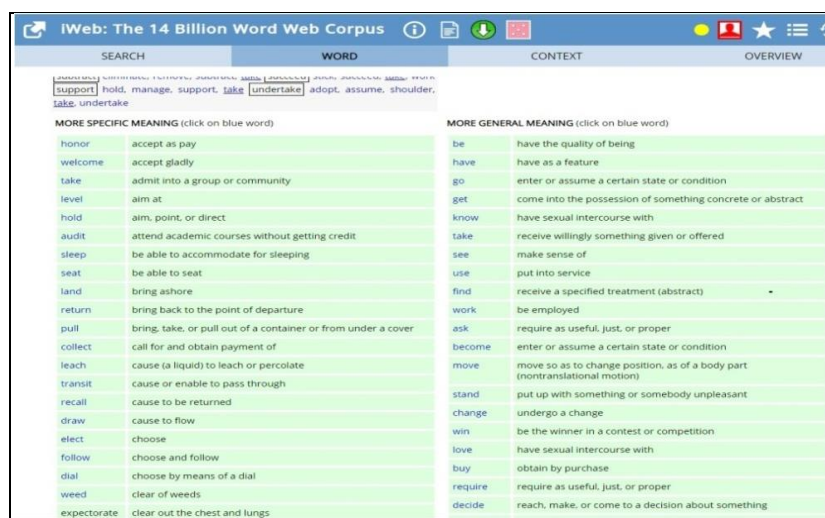 iWeb: The 14 Billion Word Web Corpus
SEARCH WORD CONTEXT OVERVIEW
subtract eliminate, remove, subtract, take succeed stick, succeed, take, work
support hold, manage, support, take undertake adopt, assume, shoulder,
take, undertake
MORE SPECIFIC MEANING (click on blue word)
honor accept as pay
welcome accept gladly
take admit into a group or community
level aim at
hold aim, point, or direct
audit attend academic courses without getting credit
sleep be able to accommodate for sleeping
seat be able to seat
land bring ashore
return bring back to the point of departure
pull bring, take, or pull out of a container or from under a cover
collect call for and obtain payment of
leach cause (a liquid) to leach or percolate
transit cause or enable to pass through
recall cause to be returned
draw cause to flow
elect choose
follow choose and follow
dial choose by means of a dial
weed clear of weeds
expectorate clear out the chest and lungs
MORE GENERAL MEANING (click on blue word)
be have the quality of being
have have as a feature
go enter or assume a certain state or condition
get come into the possession of something concrete or abstract
know have sexual intercourse with
take receive willingly something given or offered
see make sense of
use put into service
find receive a specified treatment (abstract)
work be employed
ask require as useful, just, or proper
become enter or assume a certain state or condition
move move so as to change position, as of a body part
(nontranslational motion)
stand put up with something or somebody unpleasant
change undergo a change
win be the winner in a contest or competition
love have sexual intercourse with
buy obtain by purchase
require require as useful, just, or proper
decide reach, make, or come to a decision about something